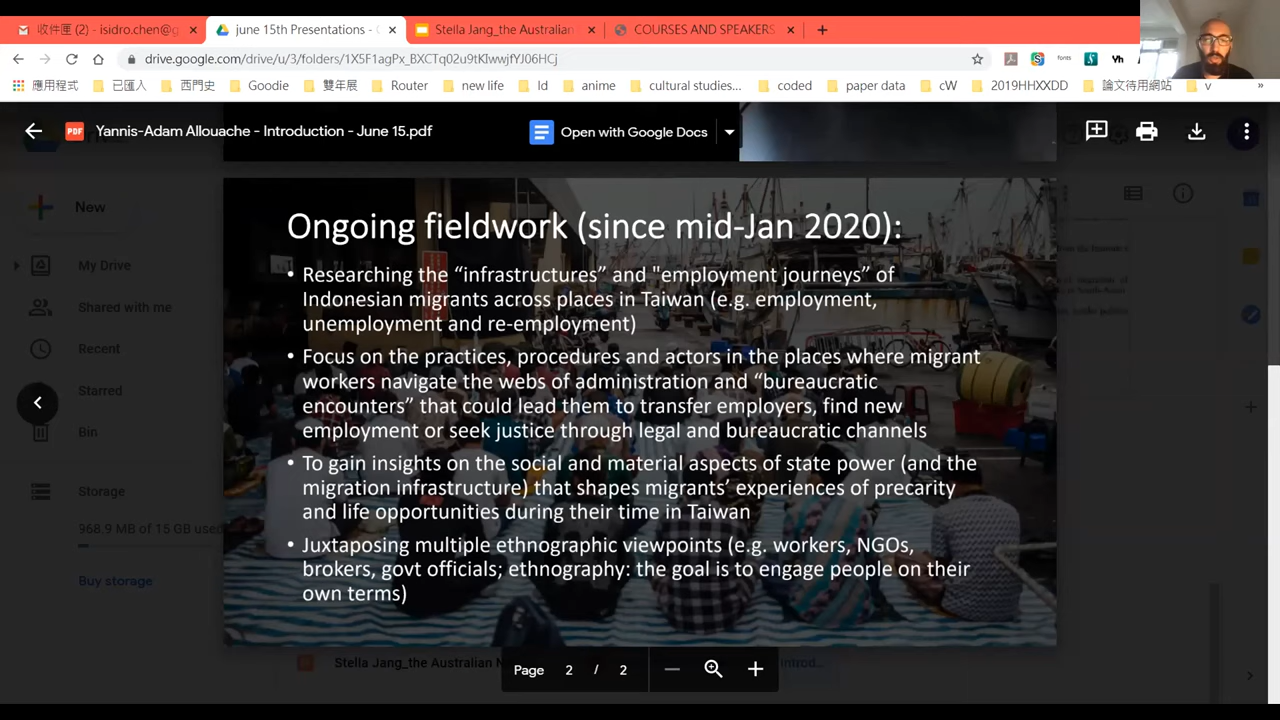 收件匣 (2) - isidro.chen@g
june 15th Presentations -
Stella Jang_the Australian
COURSES AND SPEAKERS
drive.google.com/drive/u/3/folders/1X5F1agPx_BXCTq02u9tKlwwjfYJ06HCj
應用程式 已匯入 西門史 Goodie 雙年展 Router new life Id anime cultural studies... coded paper data cW 2019HHXXDD 論文待用網站 v »
fonts
Yh
PDF Yannis-Adam Allouache - Introduction - June 15.pdf
Open with Google Docs
New
My Drive
Shared with me
Recent
Starred
Bin
Storage
968.9 MB of 15 GB used
Buy storage
Ongoing fieldwork (since mid-Jan 2020):
• Researching the “infrastructures” and "employment journeys” of
Indonesian migrants across places in Taiwan (e.g. employment,
unemployment and re-employment)
• Focus on the practices, procedures and actors in the places where migrant
workers navigate the webs of administration and “bureaucratic
encounters” that could lead them to transfer employers, find new
employment or seek justice through legal and bureaucratic channels
• To gain insights on the social and material aspects of state power (and the
migration infrastructure) that shapes migrants’ experiences of precarity
and life opportunities during their time in Taiwan
• Juxtaposing multiple ethnographic viewpoints (e.g. workers, NGOs,
brokers, govt officials; ethnography: the goal is to engage people on their
own terms)
Stella Jang_the Australian
Page 2 / 2